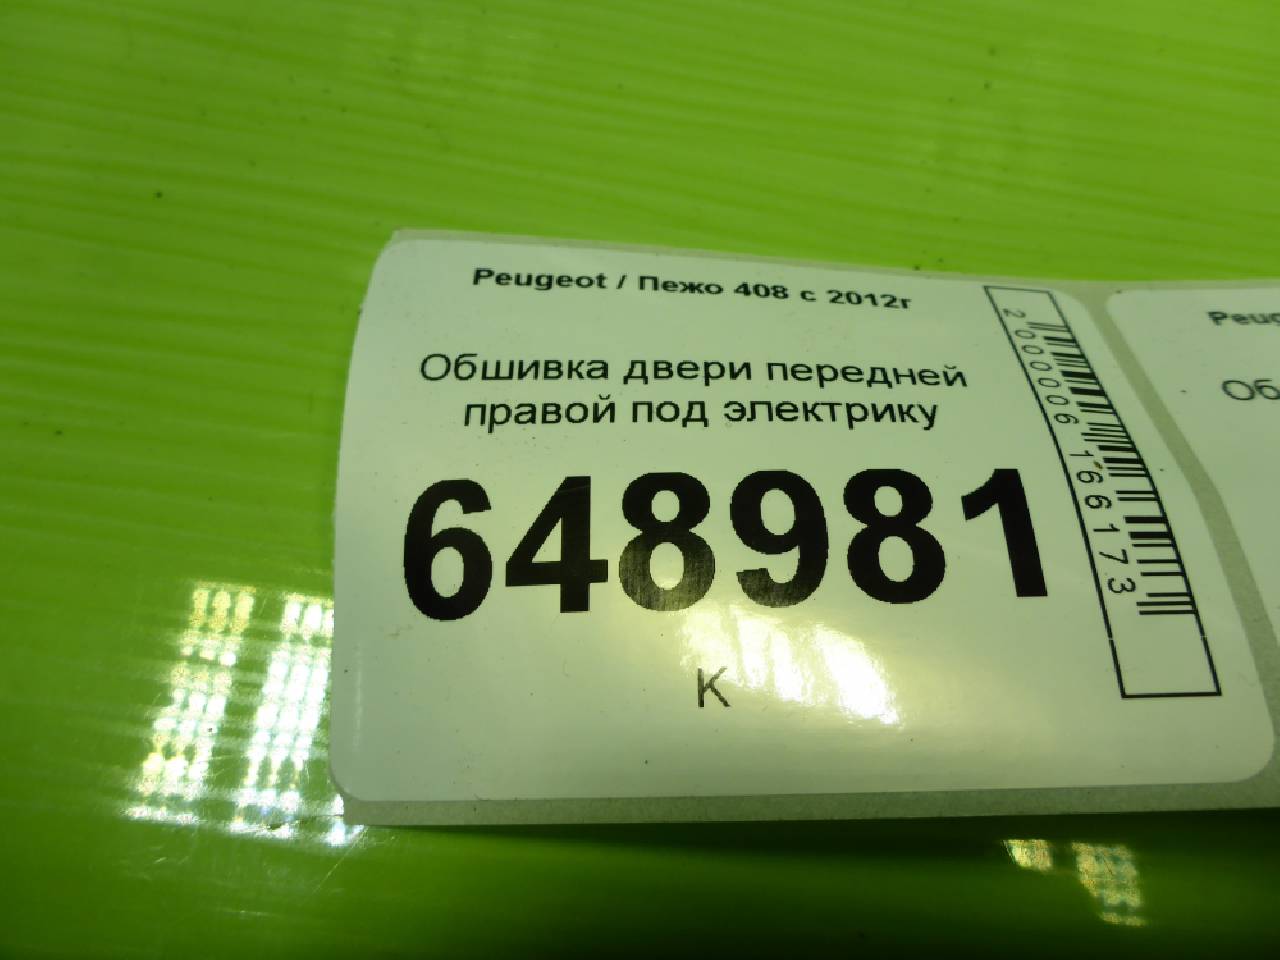 Peugeot / Пежо 408 с 2012г
Обшивка двери передней
правой под электрику
648981
К
2000006166173